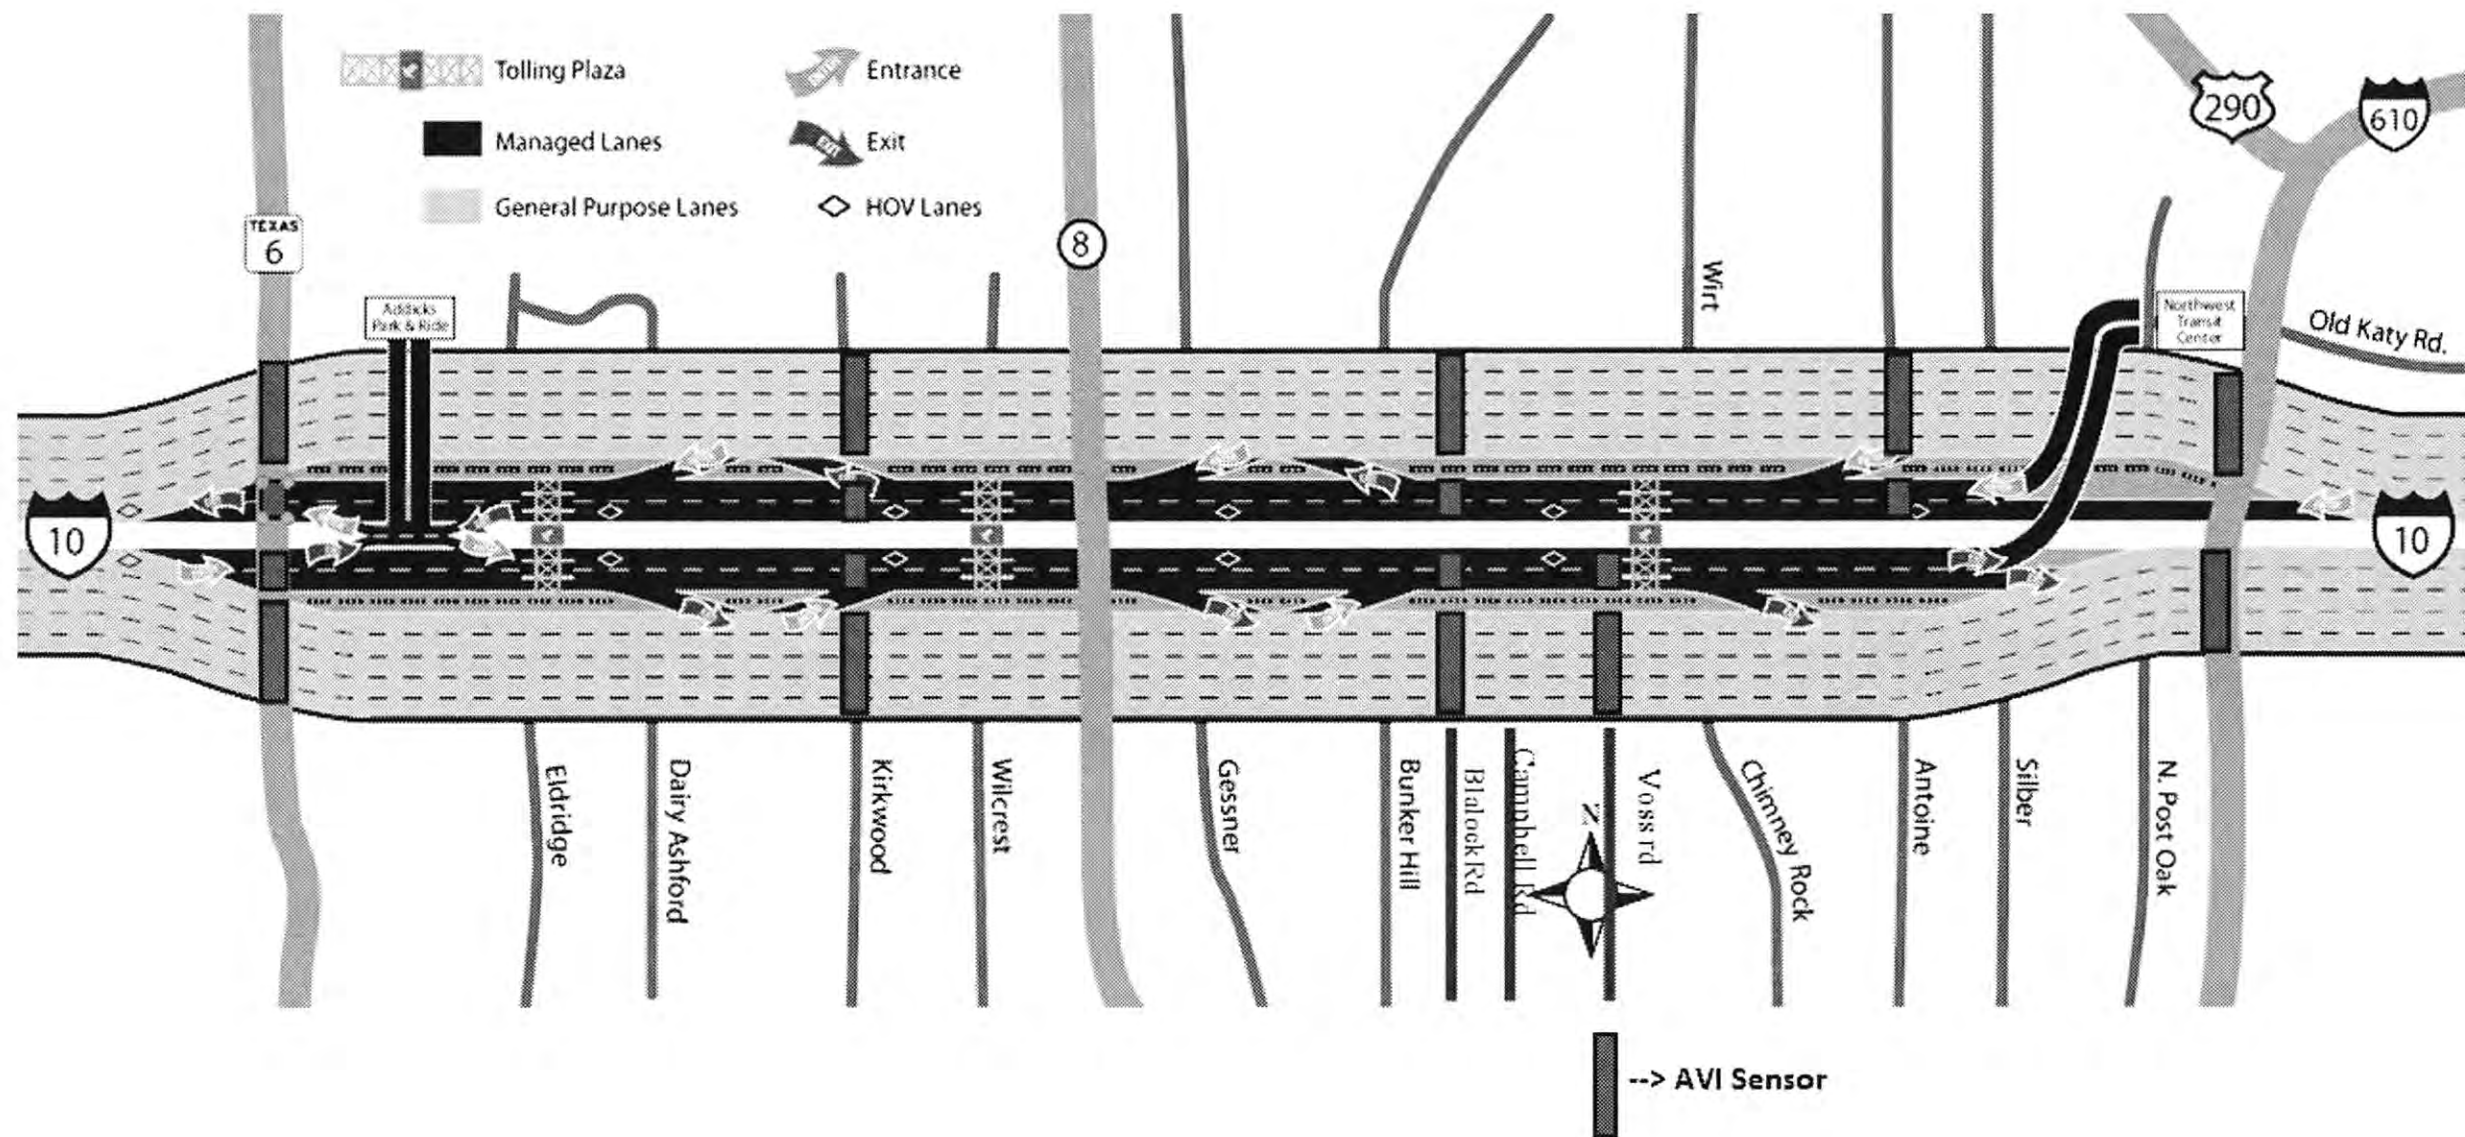 Tolling Plaza
Entrance
Managed Lanes
EXIT
Exit
General Purpose Lanes
HOV Lanes
290
610
TEXAS
6
8
Wirt
Addicks
Park & Ride
Northwest
Transit
Center
Old Katy Rd.
10
10
Eldridge
Dairy Ashford
Kirkwood
Wilcrest
Gessner
Bunker Hill
Blalock Rd
Campbell Rd
N
Voss rd
Chimney Rock
Antoine
Silber
N. Post Oak
--> AVI Sensor